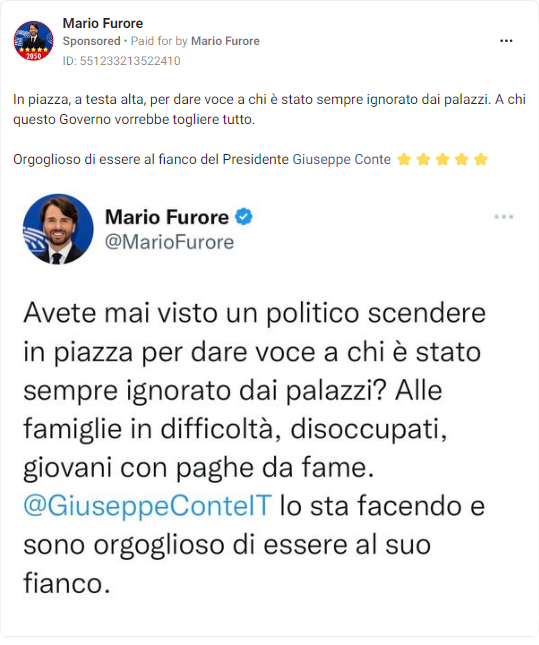 Mario Furore
Sponsored • Paid for by Mario Furore
ID: 551233213522410
In piazza, a testa alta, per dare voce a chi è stato sempre ignorato dai palazzi. A chi
questo Governo vorrebbe togliere tutto.
Orgoglioso di essere al fianco del Presidente Giuseppe Conte ⭐⭐⭐⭐⭐
2050
Mario Furore
@MarioFurore
Avete mai visto un politico scendere
in piazza per dare voce a chi è stato
sempre ignorato dai palazzi? Alle
famiglie in difficoltà, disoccupati,
giovani con paghe da fame.
@GiuseppeConteIT lo sta facendo e
sono orgoglioso di essere al suo
fianco.